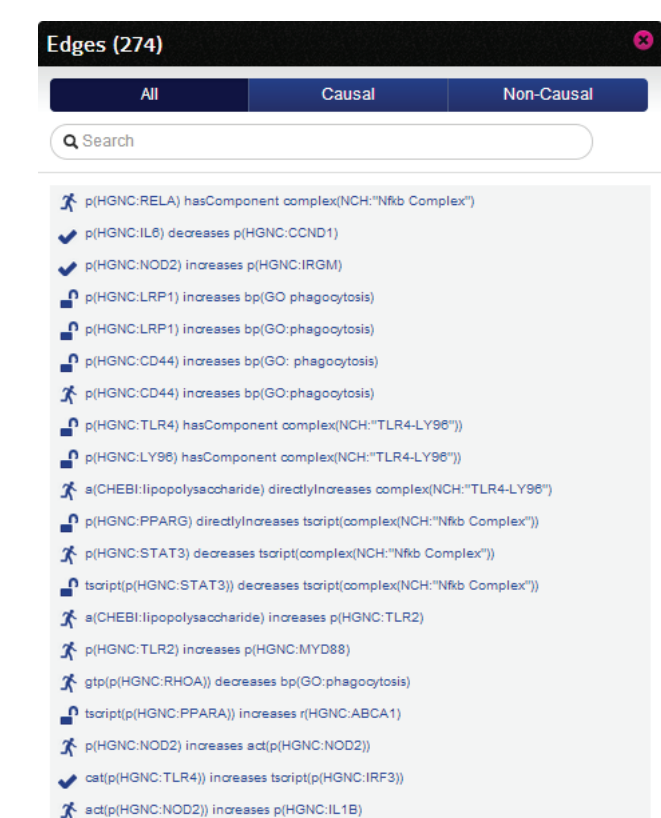 Edges (274)
All Causal Non-Causal
Search
p(HGNC:RELA) hasComponent complex(NCH:"Nfkb Complex")
p(HGNC:IL6) decreases p(HGNC:CCND1)
p(HGNC:NOD2) increases p(HGNC:IRGM)
p(HGNC:LRP1) increases bp(GO phagocytosis)
p(HGNC:LRP1) increases bp(GO:phagocytosis)
p(HGNC:CD44) increases bp(GO: phagocytosis)
p(HGNC:CD44) increases bp(GO:phagocytosis)
p(HGNC:TLR4) hasComponent complex(NCH:"TLR4-LY96"))
p(HGNC:LY96) hasComponent complex(NCH:"TLR4-LY96"))
a(CHEBI:lipopolysaccharide) directlyIncreases complex(NCH:"TLR4-LY96")
p(HGNC:PPARG) directlyIncreases tscript(complex(NCH:"Nfkb Complex"))
p(HGNC:STAT3) decreases tscript(complex(NCH:"Nfkb Complex"))
tscript(p(HGNC:STAT3)) decreases tscript(complex(NCH:"Nfkb Complex"))
a(CHEBI:lipopolysaccharide) increases p(HGNC:TLR2)
p(HGNC:TLR2) increases p(HGNC:MYD88)
gtp(p(HGNC:RHOA)) decreases bp(GO:phagocytosis)
tscript(p(HGNC:PPARA)) increases r(HGNC:ABCA1)
p(HGNC:NOD2) increases act(p(HGNC:NOD2))
cat(p(HGNC:TLR4)) increases tscript(p(HGNC:IRF3))
act(p(HGNC:NOD2)) increases p(HGNC:IL1B)